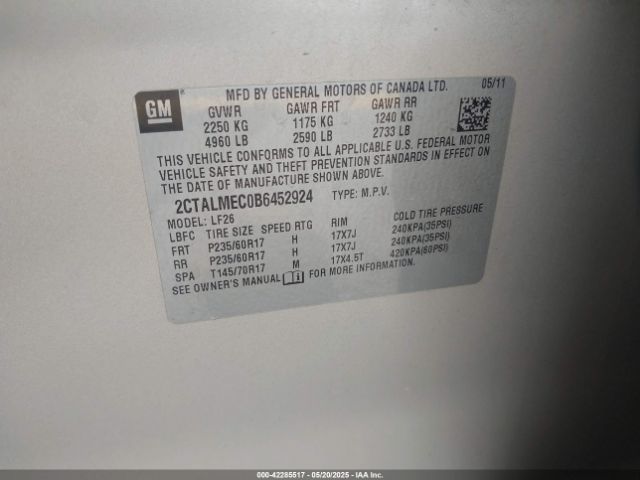 MFD BY GENERAL MOTORS OF CANADA LTD. 05/11
GM
GVWR GAWR FRT GAWR RR
2250 KG 1175 KG 1240 KG
4960 LB 2590 LB 2733 LB
THIS VEHICLE CONFORMS TO ALL APPLICABLE U.S. FEDERAL MOTOR
VEHICLE SAFETY AND THEFT PREVENTION STANDARDS IN EFFECT ON
THE DATE OF MANUFACTURE SHOWN ABOVE.
2CTALMEC0B6452924 TYPE: M.P.V.
MODEL: LF26
LBFC TIRE SIZE SPEED RTG RIM COLD TIRE PRESSURE
FRT P235/60R17 H 17X7J 240KPA(35PSI)
RR P235/60R17 H 17X7J 240KPA(35PSI)
SPA T145/70R17 M 17X4.5T 420KPA(60PSI)
SEE OWNER'S MANUAL i FOR MORE INFORMATION.
000-42285517 - 05/20/2025 - IAAI, Inc.